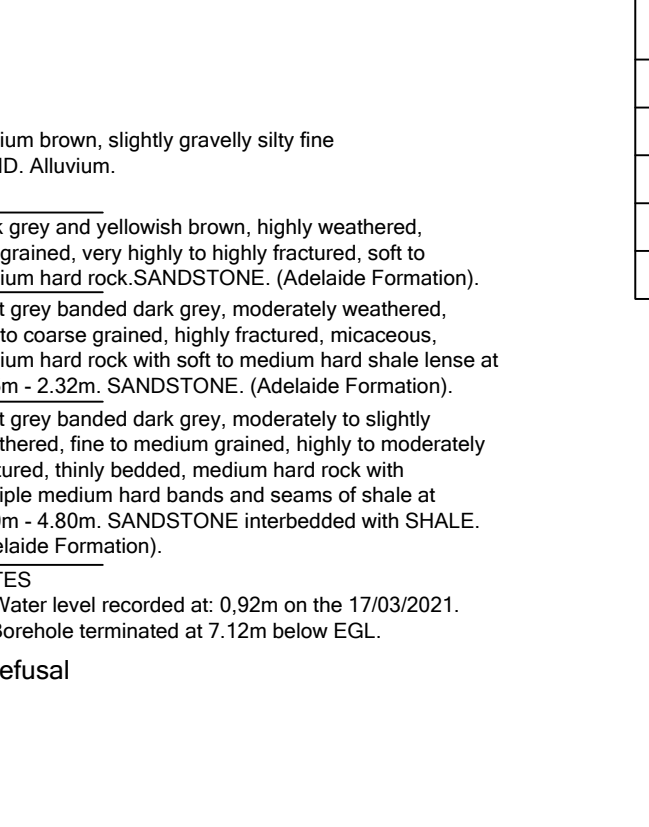 ium brown, slightly gravelly silty fine
ND. Alluvium.
k grey and yellowish brown, highly weathered,
grained, very highly to highly fractured, soft to
ium hard rock.SANDSTONE. (Adelaide Formation).
t grey banded dark grey, moderately weathered,
to coarse grained, highly fractured, micaceous,
ium hard rock with soft to medium hard shale lense at
m - 2.32m. SANDSTONE. (Adelaide Formation).
t grey banded dark grey, moderately to slightly
thered, fine to medium grained, highly to moderately
tured, thinly bedded, medium hard rock with
iple medium hard bands and seams of shale at
m - 4.80m. SANDSTONE interbedded with SHALE.
elaide Formation).
TES
Water level recorded at: 0,92m on the 17/03/2021.
Borehole terminated at 7.12m below EGL.
efusal